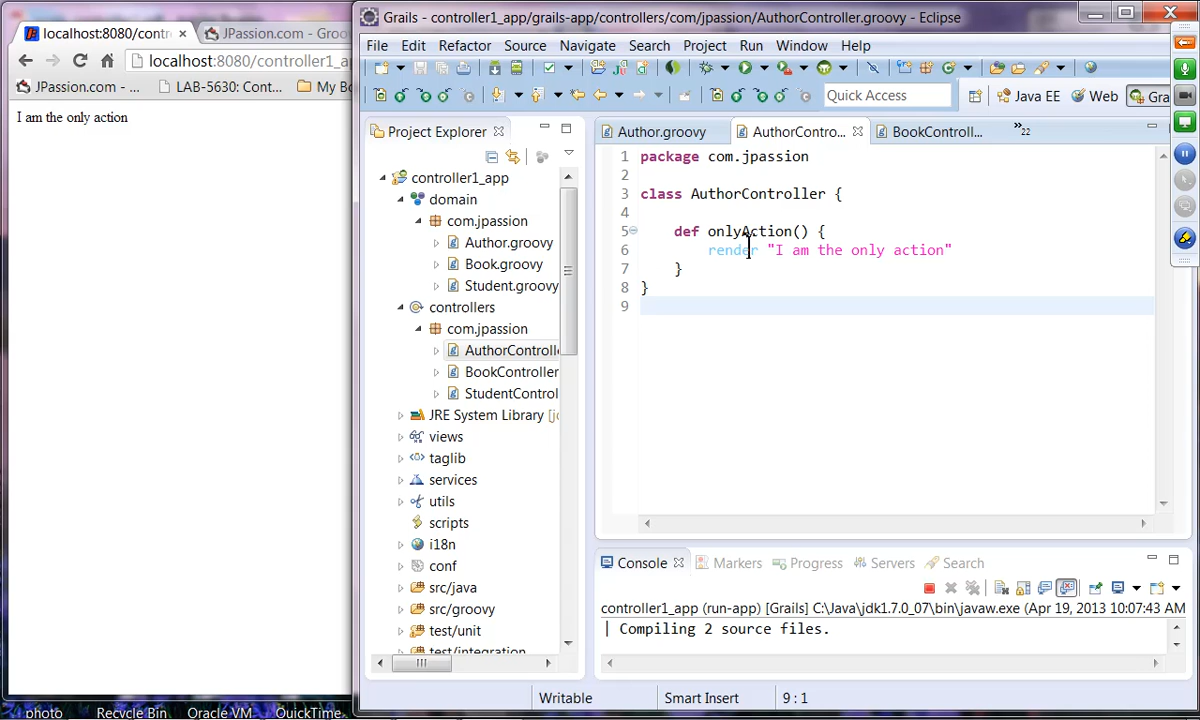 localhost:8080/contr
JPassion.com - Groo
localhost:8080/controller1_a
JPassion.com - ...
LAB-5630: Cont...
My Bo
I am the only action
Grails - controller1_app/grails-app/controllers/com/jpassion/AuthorController.groovy - Eclipse
File Edit Refactor Source Navigate Search Project Run Window Help
Quick Access
Java EE
Web
Gra
Project Explorer
controller1_app
domain
com.jpassion
Author.groovy
Book.groovy
Student.groovy
controllers
com.jpassion
AuthorControlle
BookController
StudentControl
JRE System Library [jd
views
taglib
services
utils
scripts
i18n
conf
src/java
src/groovy
test/unit
test/integration
Author.groovy
AuthorContro...
BookControll...
»22
1 package com.jpassion
2
3 class AuthorController {
4
5 def onlyAction() {
6 render "I am the only action"
7 }
8 }
9
Console Markers Progress Servers Search
controller1_app (run-app) [Grails] C:\Java\jdk1.7.0_07\bin\javaw.exe (Apr 19, 2013 10:07:43 AM
| Compiling 2 source files.
Writable
Smart Insert
9 : 1
photo
Recycle Bin
Oracle VM
QuickTime